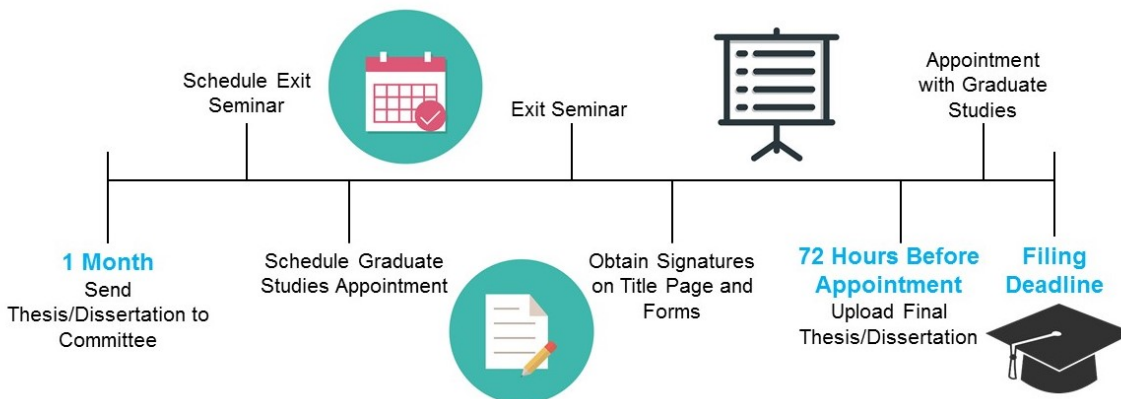 Schedule Exit
Seminar
Exit Seminar
Appointment
with Graduate
Studies
1 Month
Send
Thesis/Dissertation to
Committee
Schedule Graduate
Studies Appointment
Obtain Signatures
on Title Page and
Forms
72 Hours Before
Appointment
Upload Final
Thesis/Dissertation
Filing
Deadline